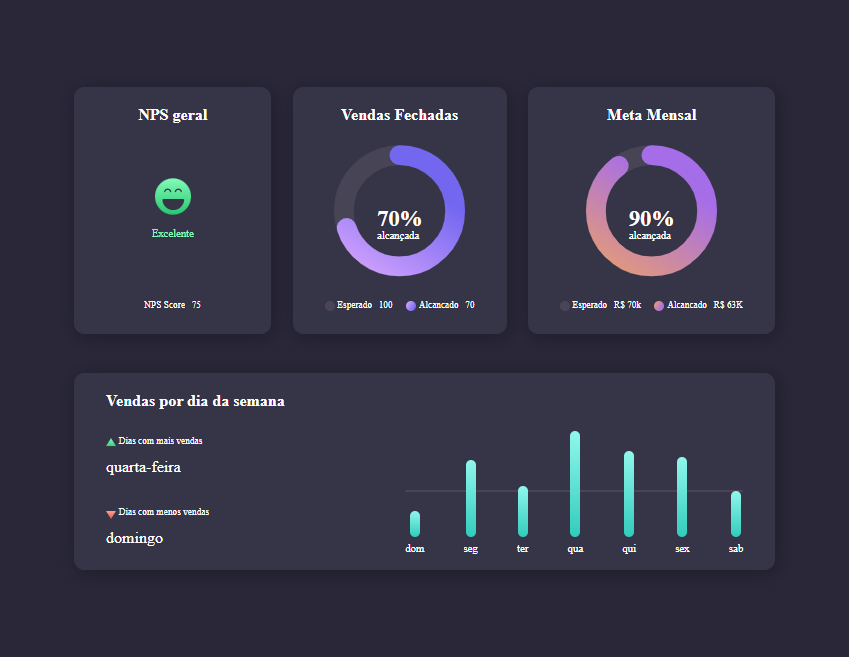 NPS geral
Excelente
NPS Score 75
Vendas Fechadas
70%
alcançada
Esperado 100 Alcancado 70
Meta Mensal
90%
alcançada
Esperado R$ 70k Alcancado R$ 63K
Vendas por dia da semana
Dias com mais vendas
quarta-feira
Dias com menos vendas
domingo
dom seg ter qua qui sex sab